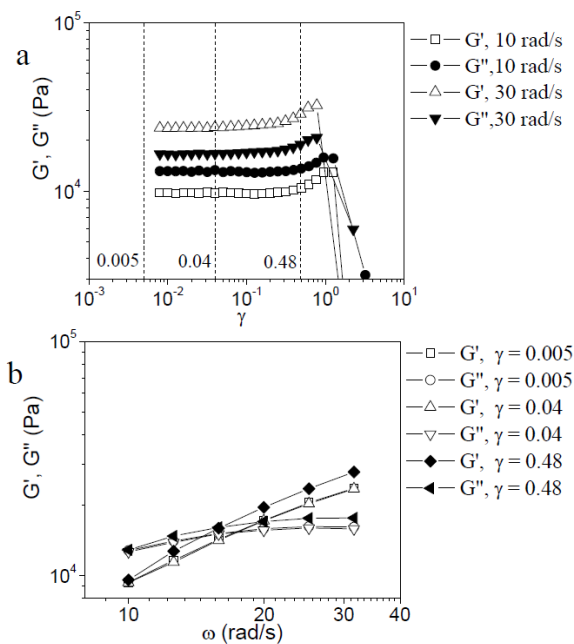 a
10^5
10^4
G', G" (Pa)
0.005
0.04
0.48
10^-3
10^-2
10^-1
10^0
10^1
γ
G', 10 rad/s
G",10 rad/s
G', 30 rad/s
G",30 rad/s
b
10^5
10^4
G', G" (Pa)
10
20
30
40
ω (rad/s)
G', γ = 0.005
G", γ = 0.005
G', γ = 0.04
G", γ = 0.04
G', γ = 0.48
G", γ = 0.48